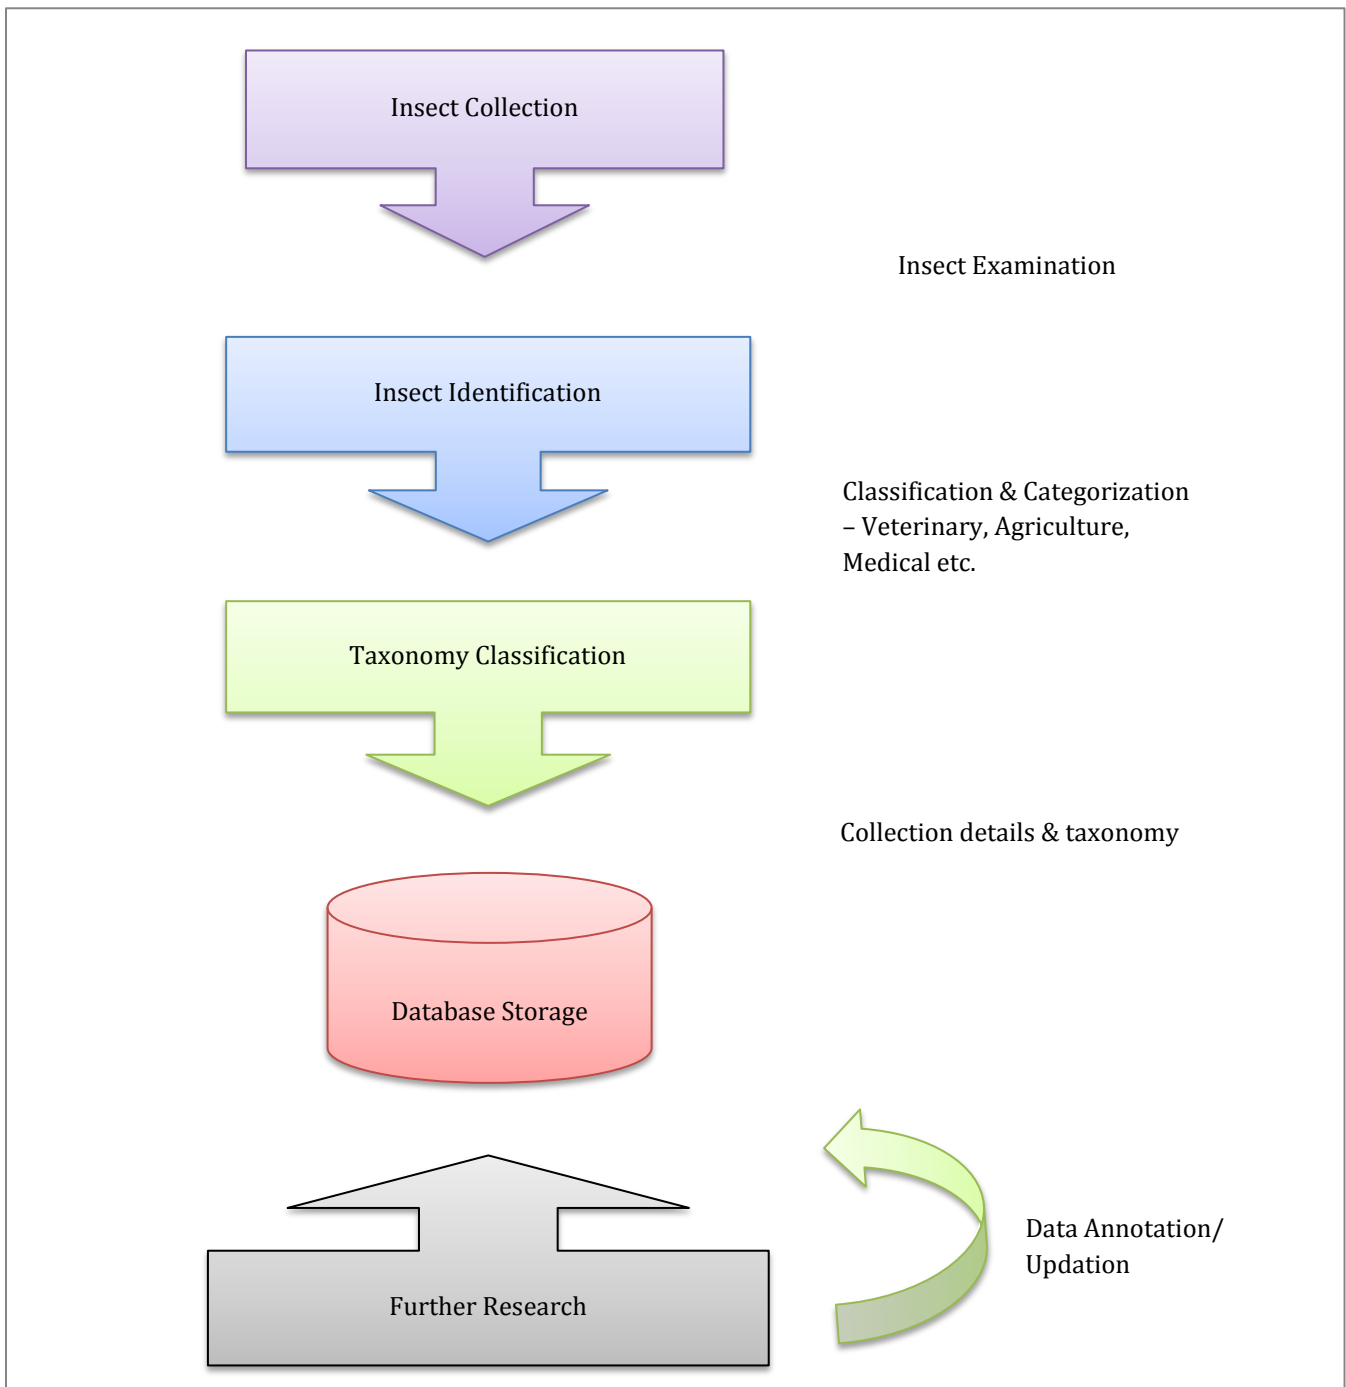 Insect Collection
Insect Examination
Insect Identification
Classification & Categorization
– Veterinary, Agriculture,
Medical etc.
Taxonomy Classification
Collection details & taxonomy
Database Storage
Data Annotation/
Updation
Further Research